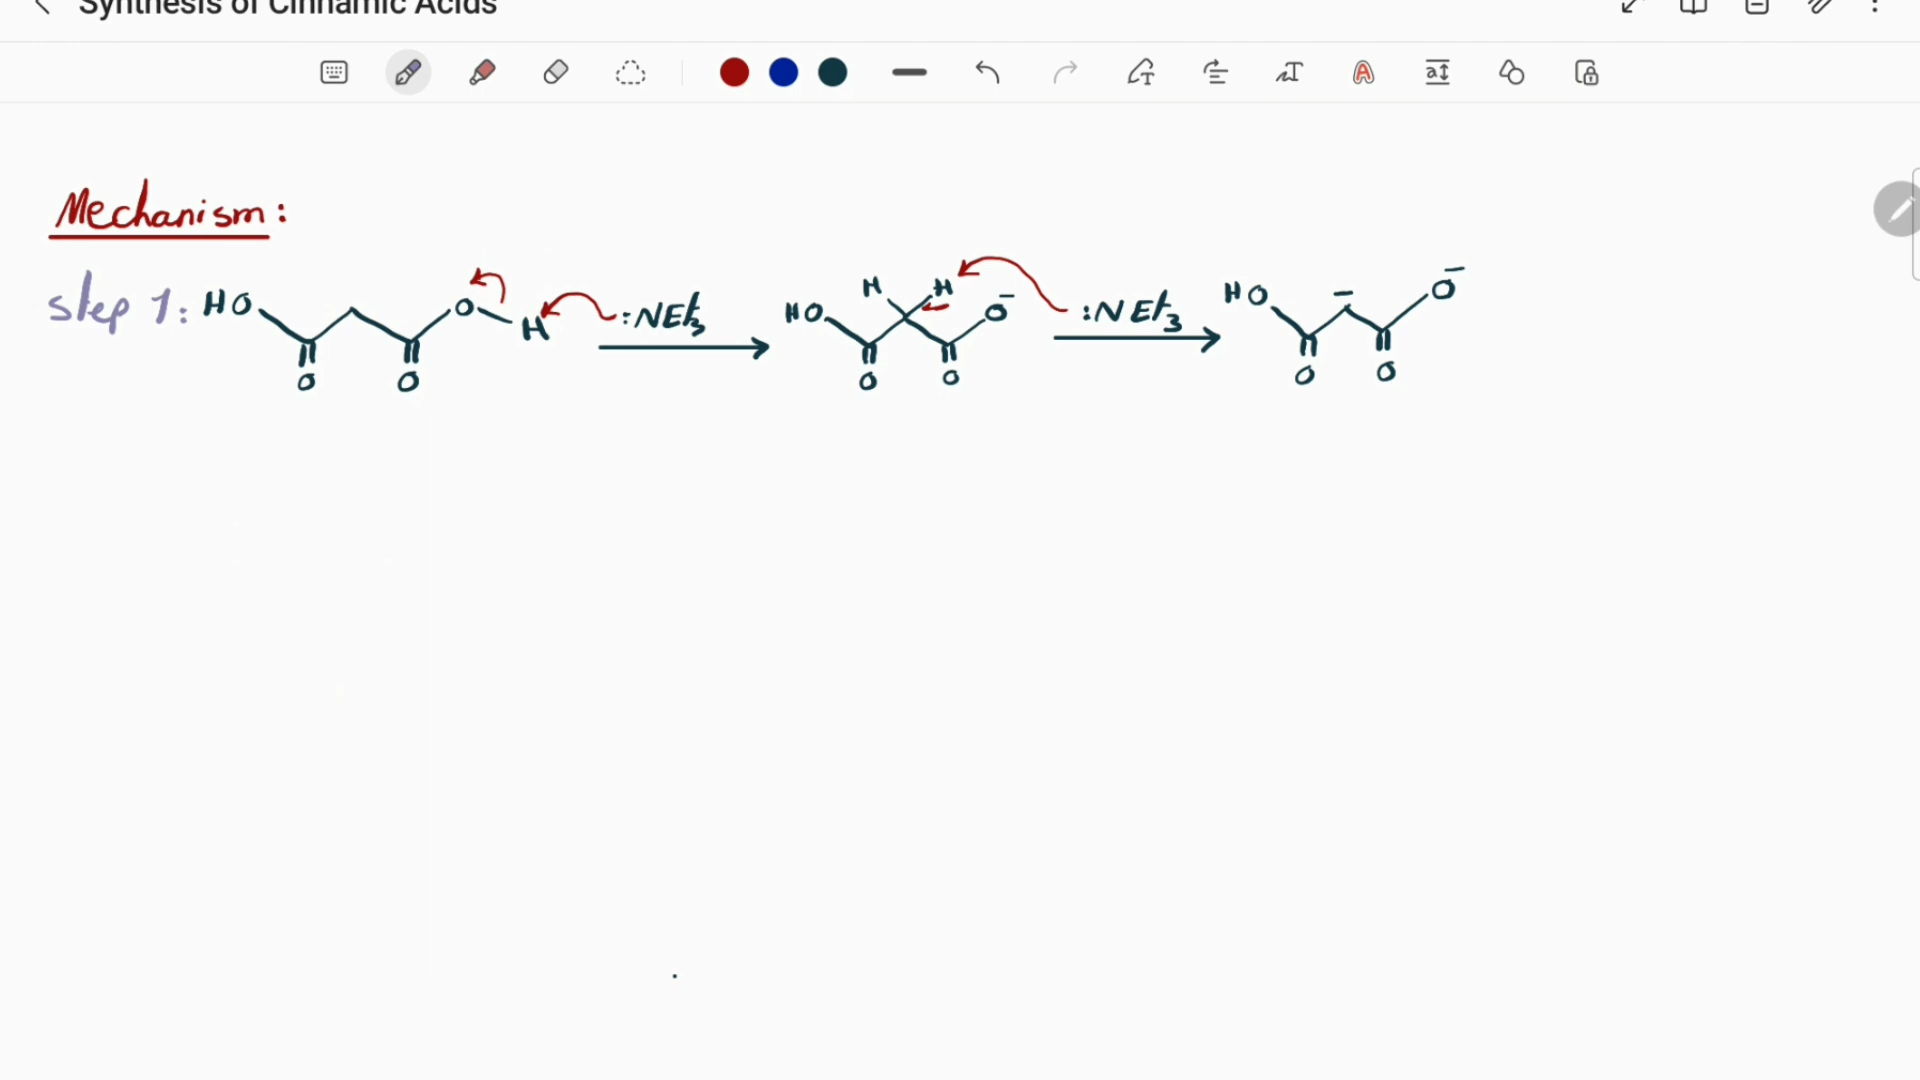 Synthesis of Cinnamic Acids
Mechanism:
step 1: HO O H :NEt3 HO H H O⁻ :NEt3 HO ⁻ O⁻
O O O O O O